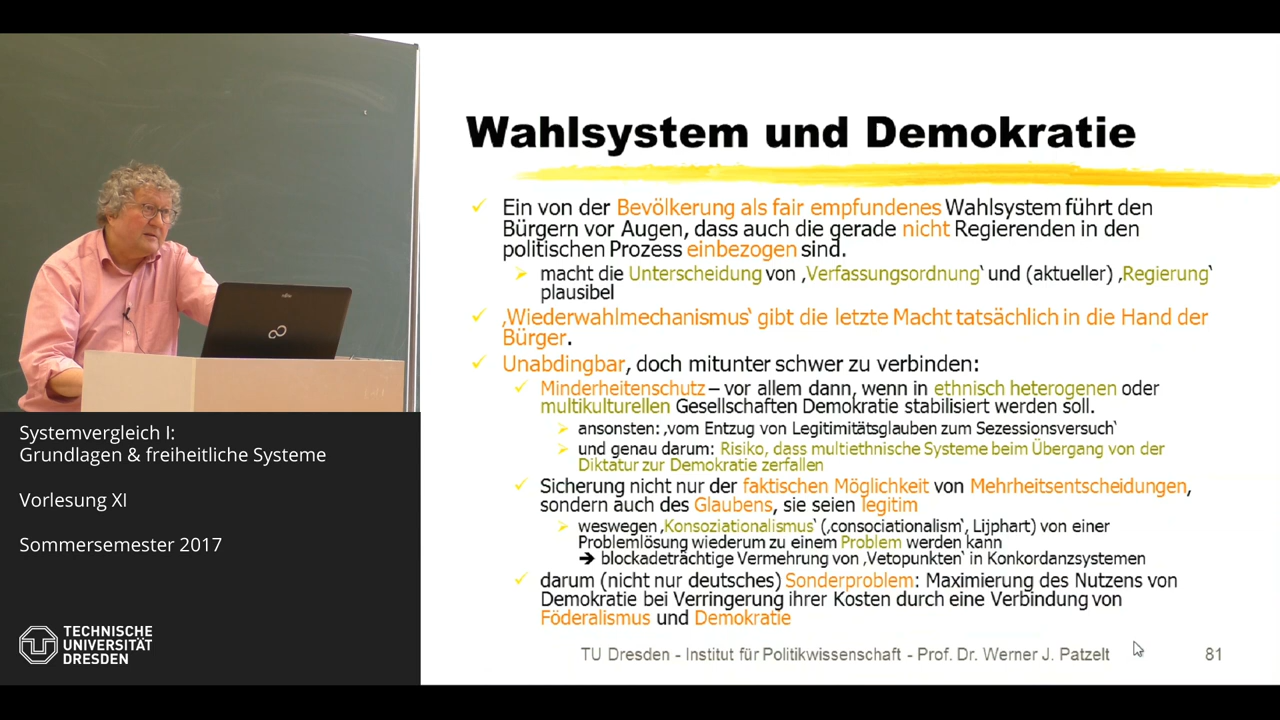 Wahlsystem und Demokratie
Ein von der Bevölkerung als fair empfundenes Wahlsystem führt den
Bürgern vor Augen, dass auch die gerade nicht Regierenden in den
politischen Prozess einbezogen sind.
macht die Unterscheidung von ‚Verfassungsordnung‘ und (aktueller) ‚Regierung‘
plausibel
‚Wiederwahlmechanismus‘ gibt die letzte Macht tatsächlich in die Hand der
Bürger.
Unabdingbar, doch mitunter schwer zu verbinden:
Minderheitenschutz – vor allem dann, wenn in ethnisch heterogenen oder
multikulturellen Gesellschaften Demokratie stabilisiert werden soll.
ansonsten: ‚vom Entzug von Legitimitätsglauben zum Sezessionsversuch‘
und genau darum: Risiko, dass multiethnische Systeme beim Übergang von der
Diktatur zur Demokratie zerfallen
Sicherung nicht nur der faktischen Möglichkeit von Mehrheitsentscheidungen,
sondern auch des Glaubens, sie seien legitim
weswegen ‚Konsoziationalismus‘ (‚consociationalism‘, Lijphart) von einer
Problemlösung wiederum zu einem Problem werden kann
➔ blockadeträchtige Vermehrung von ‚Vetopunkten‘ in Konkordanzsystemen
darum (nicht nur deutsches) Sonderproblem: Maximierung des Nutzens von
Demokratie bei Verringerung ihrer Kosten durch eine Verbindung von
Föderalismus und Demokratie
TU Dresden - Institut für Politikwissenschaft - Prof. Dr. Werner J. Patzelt
81
Systemvergleich I:
Grundlagen & freiheitliche Systeme
Vorlesung XI
Sommersemester 2017
TECHNISCHE
UNIVERSITÄT
DRESDEN